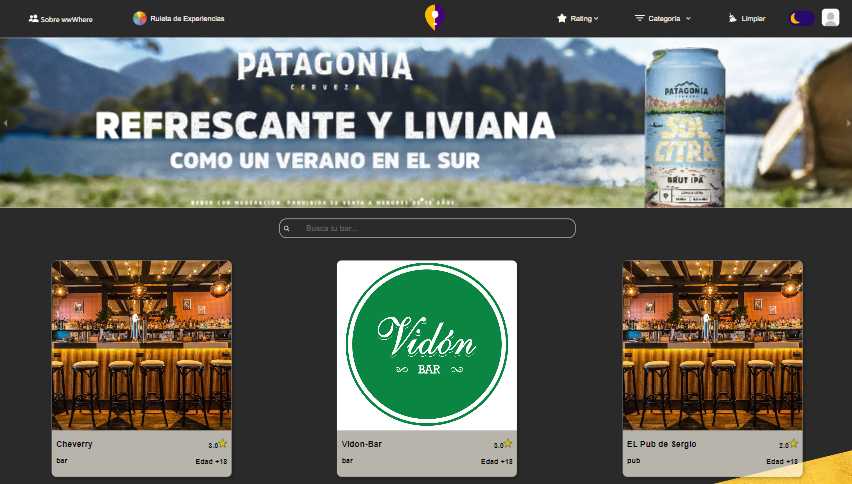 Sobre wwWhere
Ruleta de Experiencias
Rating
Categoria
Limpiar
PATAGONIA
CERVEZA
REFRESCANTE Y LIVIANA
COMO UN VERANO EN EL SUR
BEBER CON MODERACIÓN. PROHIBIDA SU VENTA A MENORES DE 18 AÑOS.
PATAGONIA
SOL
CITRA
BRUT IPA
Busca tu bar...
Vidón
BAR
Cheverry
3.0
bar
Edad +18
Vidon-Bar
3.0
bar
Edad +18
EL Pub de Sergio
2.0
pub
Edad +18